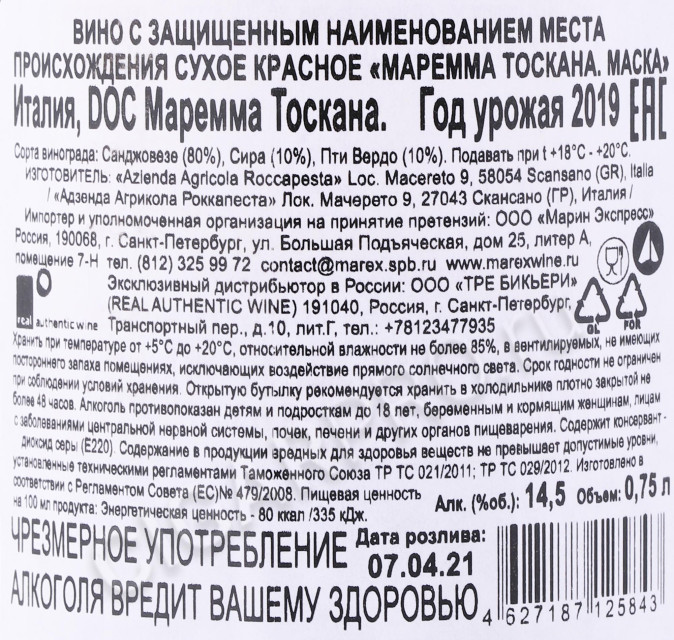 ВИНО С ЗАЩИЩЕННЫМ НАИМЕНОВАНИЕМ МЕСТА
ПРОИСХОЖДЕНИЯ СУХОЕ КРАСНОЕ «МАРЕММА ТОСКАНА. МАСКА»
Италия, DOC Маремма Тоскана. Год урожая 2019 EAC
Сорта винограда: Санджовезе (80%), Сира (10%), Пти Вердо (10%). Подавать при t +18°C - +20°C.
ИЗГОТОВИТЕЛЬ: «Azienda Agricola Roccapesta» Loc. Macereto 9, 58054 Scansano (GR), Italia
/ «Адзенда Агрикола Роккапеста» Лок. Мачерето 9, 27043 Скансано (ГР), Италия /
Импортер и уполномоченная организация на принятие претензий: ООО «Марин Экспресс»
Россия, 190068, г. Санкт-Петербург, ул. Большая Подъяческая, дом 25, литер А,
помещение 7-Н тел. (812) 325 99 72 contact@marex.spb.ru www.marexwine.ru
Эксклюзивный дистрибьютор в России: ООО «ТРЕ БИКЬЕРИ»
(REAL AUTHENTIC WINE) 191040, Россия, г. Санкт-Петербург,
real authentic wine Транспортный пер., д.10, лит.Г, тел.: +78123477935
GL FOR
Хранить при температуре от +5°C до +20°C, относительной влажности не более 85%, в вентилируемых, не имеющих
постороннего запаха помещениях, исключающих воздействие прямого солнечного света. Срок годности не ограничен
при соблюдении условий хранения. Открытую бутылку рекомендуется хранить в холодильнике плотно закрытой не
более 48 часов. Алкоголь противопоказан детям и подросткам до 18 лет, беременным и кормящим женщинам, лицам
с заболеваниями центральной нервной системы, почек, печени и других органов пищеварения. Содержит консервант -
диоксид серы (Е220). Содержание в продукции вредных для здоровья веществ не превышает допустимые уровни,
установленные техническими регламентами Таможенного Союза ТР ТС 021/2011; ТР ТС 029/2012. Изготовлено в
соответствии с Регламентом Совета (ЕС)№ 479/2008. Пищевая ценность
на 100 мл продукта: Энергетическая ценность - 80 ккал /335 кДж.
Алк. (%об.): 14,5 Объем: 0,75 л
ЧРЕЗМЕРНОЕ УПОТРЕБЛЕНИЕ
АЛКОГОЛЯ ВРЕДИТ ВАШЕМУ ЗДОРОВЬЮ
Дата розлива:
07.04.21
4 627187 125843